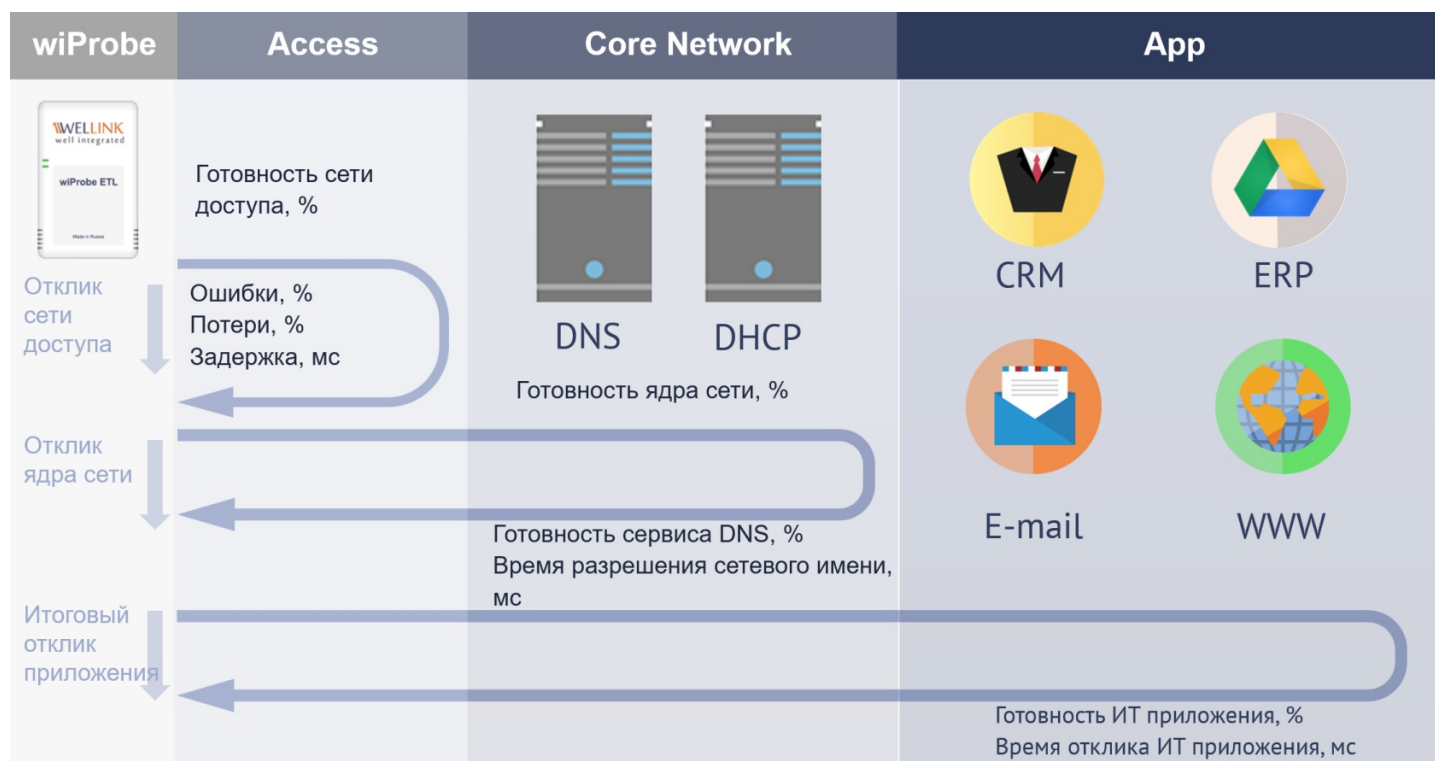 wiProbe
Access
Core Network
App
WELLINK
well integrated
wiProbe ETL
Made in Russia
Готовность сети
доступа, %
Отклик
сети
доступа
Ошибки, %
Потери, %
Задержка, мс
DNS
DHCP
Готовность ядра сети, %
CRM
ERP
E-mail
WWW
Отклик
ядра сети
Готовность сервиса DNS, %
Время разрешения сетевого имени,
мс
Итоговый
отклик
приложения
Готовность ИТ приложения, %
Время отклика ИТ приложения, мс